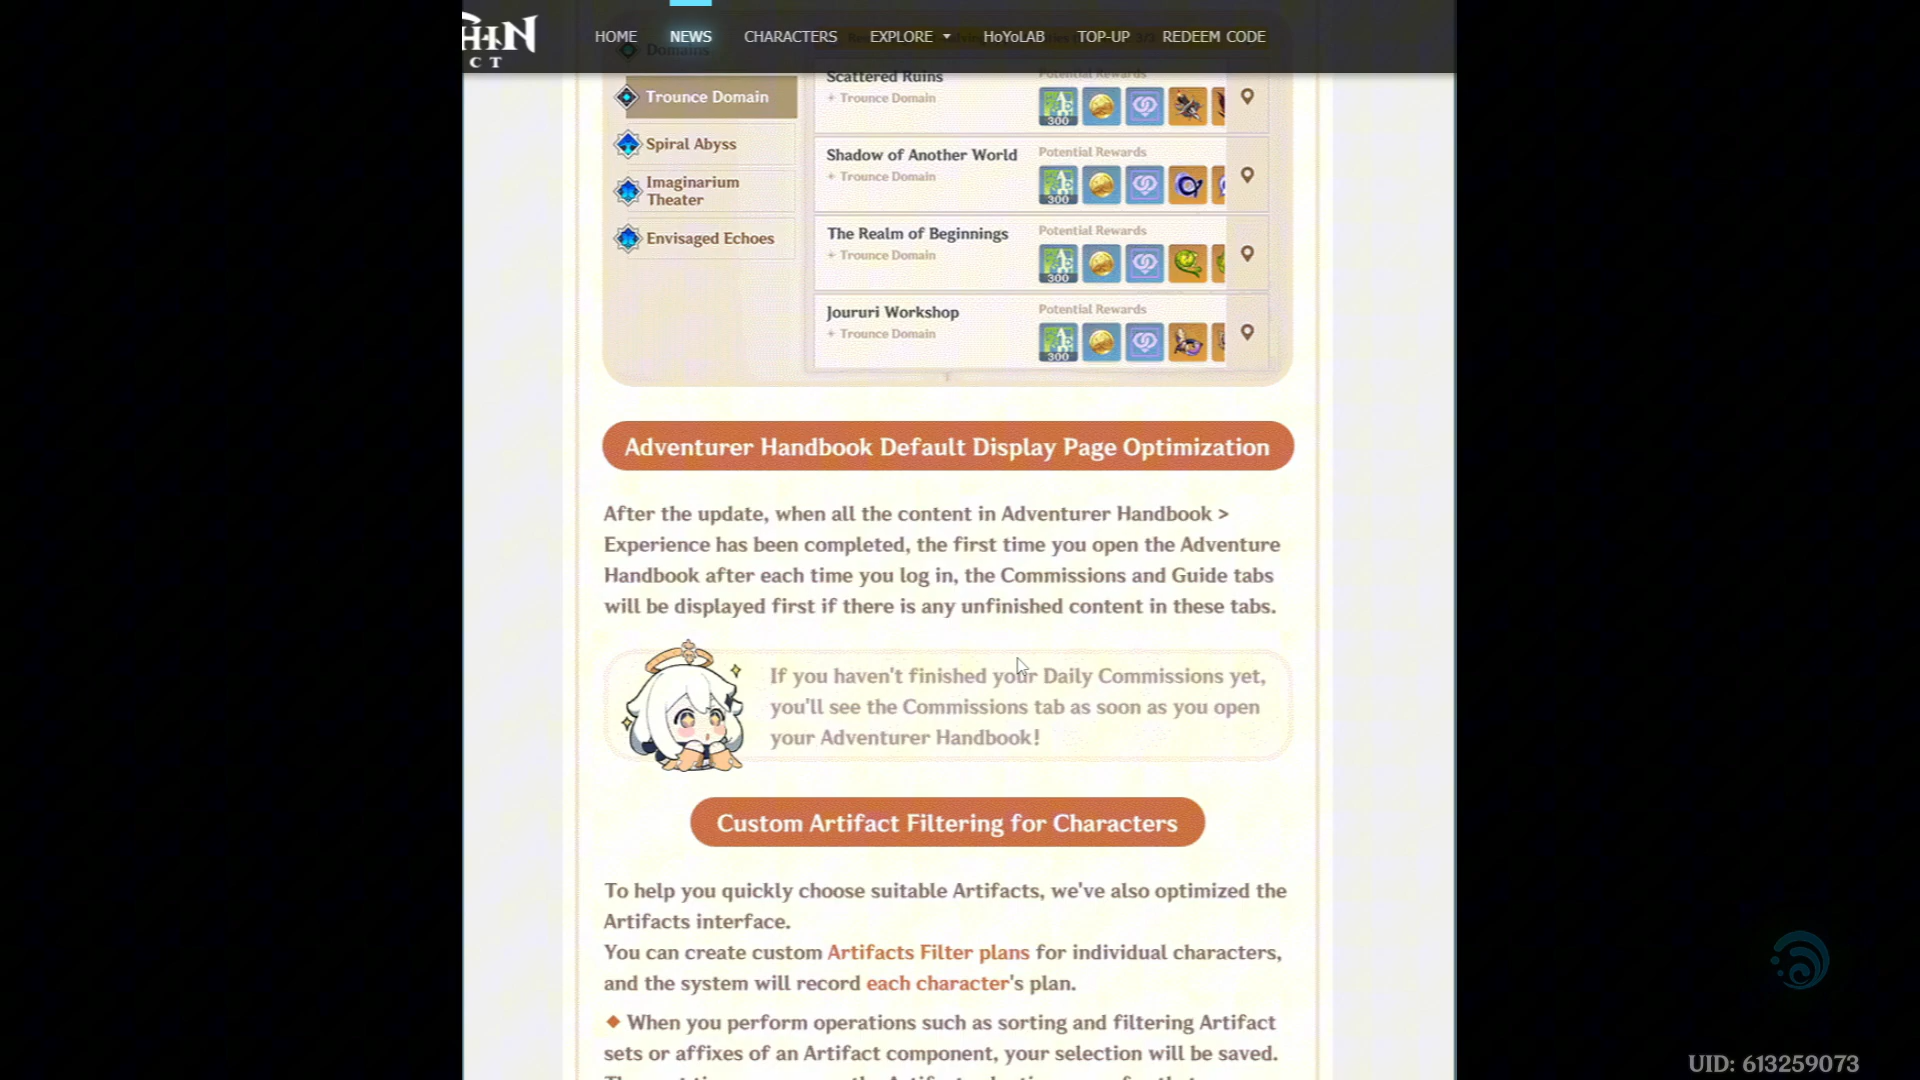 HOME NEWS CHARACTERS EXPLORE HoYoLAB TOP-UP REDEEM CODE
CT
Domains
Scattered Ruins
Potential Rewards
Trounce Domain
+ Trounce Domain
300
Spiral Abyss
Shadow of Another World
Potential Rewards
+ Trounce Domain
300
Imaginarium
Theater
The Realm of Beginnings
Potential Rewards
Envisaged Echoes
+ Trounce Domain
300
Joururi Workshop
Potential Rewards
+ Trounce Domain
300
Adventurer Handbook Default Display Page Optimization
After the update, when all the content in Adventurer Handbook >
Experience has been completed, the first time you open the Adventure
Handbook after each time you log in, the Commissions and Guide tabs
will be displayed first if there is any unfinished content in these tabs.
If you haven't finished your Daily Commissions yet,
you'll see the Commissions tab as soon as you open
your Adventurer Handbook!
Custom Artifact Filtering for Characters
To help you quickly choose suitable Artifacts, we've also optimized the
Artifacts interface.
You can create custom Artifacts Filter plans for individual characters,
and the system will record each character's plan.
◆ When you perform operations such as sorting and filtering Artifact
sets or affixes of an Artifact component, your selection will be saved.
UID: 613259073